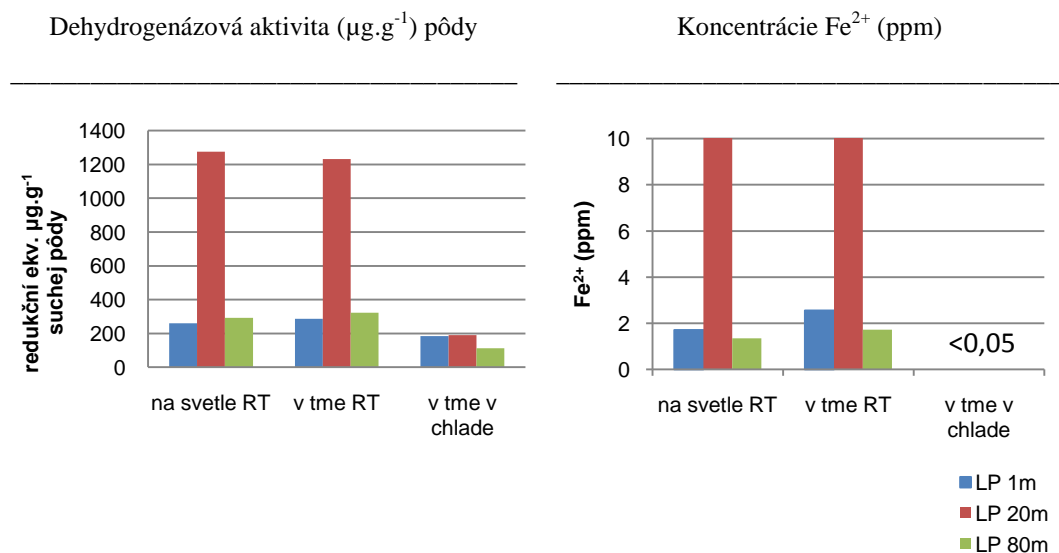 Dehydrogenázová aktivita (µg.g⁻¹) pôdy
Koncentrácie Fe²⁺ (ppm)
redukční ekv. µg.g⁻¹
suchej pôdy
1400
1200
1000
800
600
400
200
0
na svetle RT
v tme RT
v tme v
chlade
Fe²⁺ (ppm)
10
8
6
4
2
0
<0,05
na svetle RT
v tme RT
v tme v
chlade
LP 1m
LP 20m
LP 80m